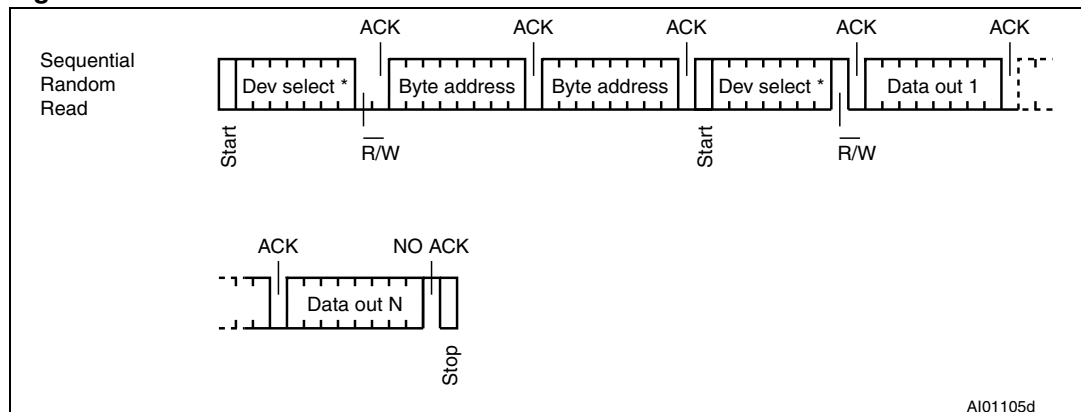 ACK ACK ACK ACK ACK
Sequential
Random
Read
Dev select * Byte address Byte address Dev select * Data out 1
Start R/W Start R/W
ACK NO ACK
Data out N
Stop
AI01105d